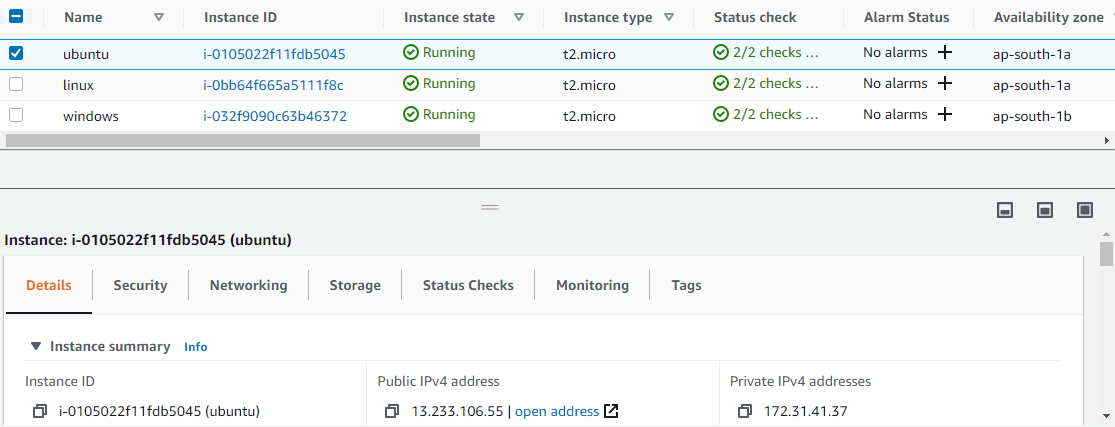 Name Instance ID Instance state Instance type Status check Alarm Status Availability zone
ubuntu i-0105022f11fdb5045 Running t2.micro 2/2 checks ... No alarms + ap-south-1a
linux i-0bb64f665a5111f8c Running t2.micro 2/2 checks ... No alarms + ap-south-1a
windows i-032f9090c63b46372 Running t2.micro 2/2 checks ... No alarms + ap-south-1b
Instance: i-0105022f11fdb5045 (ubuntu)
Details Security Networking Storage Status Checks Monitoring Tags
Instance summary Info
Instance ID Public IPv4 address Private IPv4 addresses
i-0105022f11fdb5045 (ubuntu) 13.233.106.55 | open address 172.31.41.37